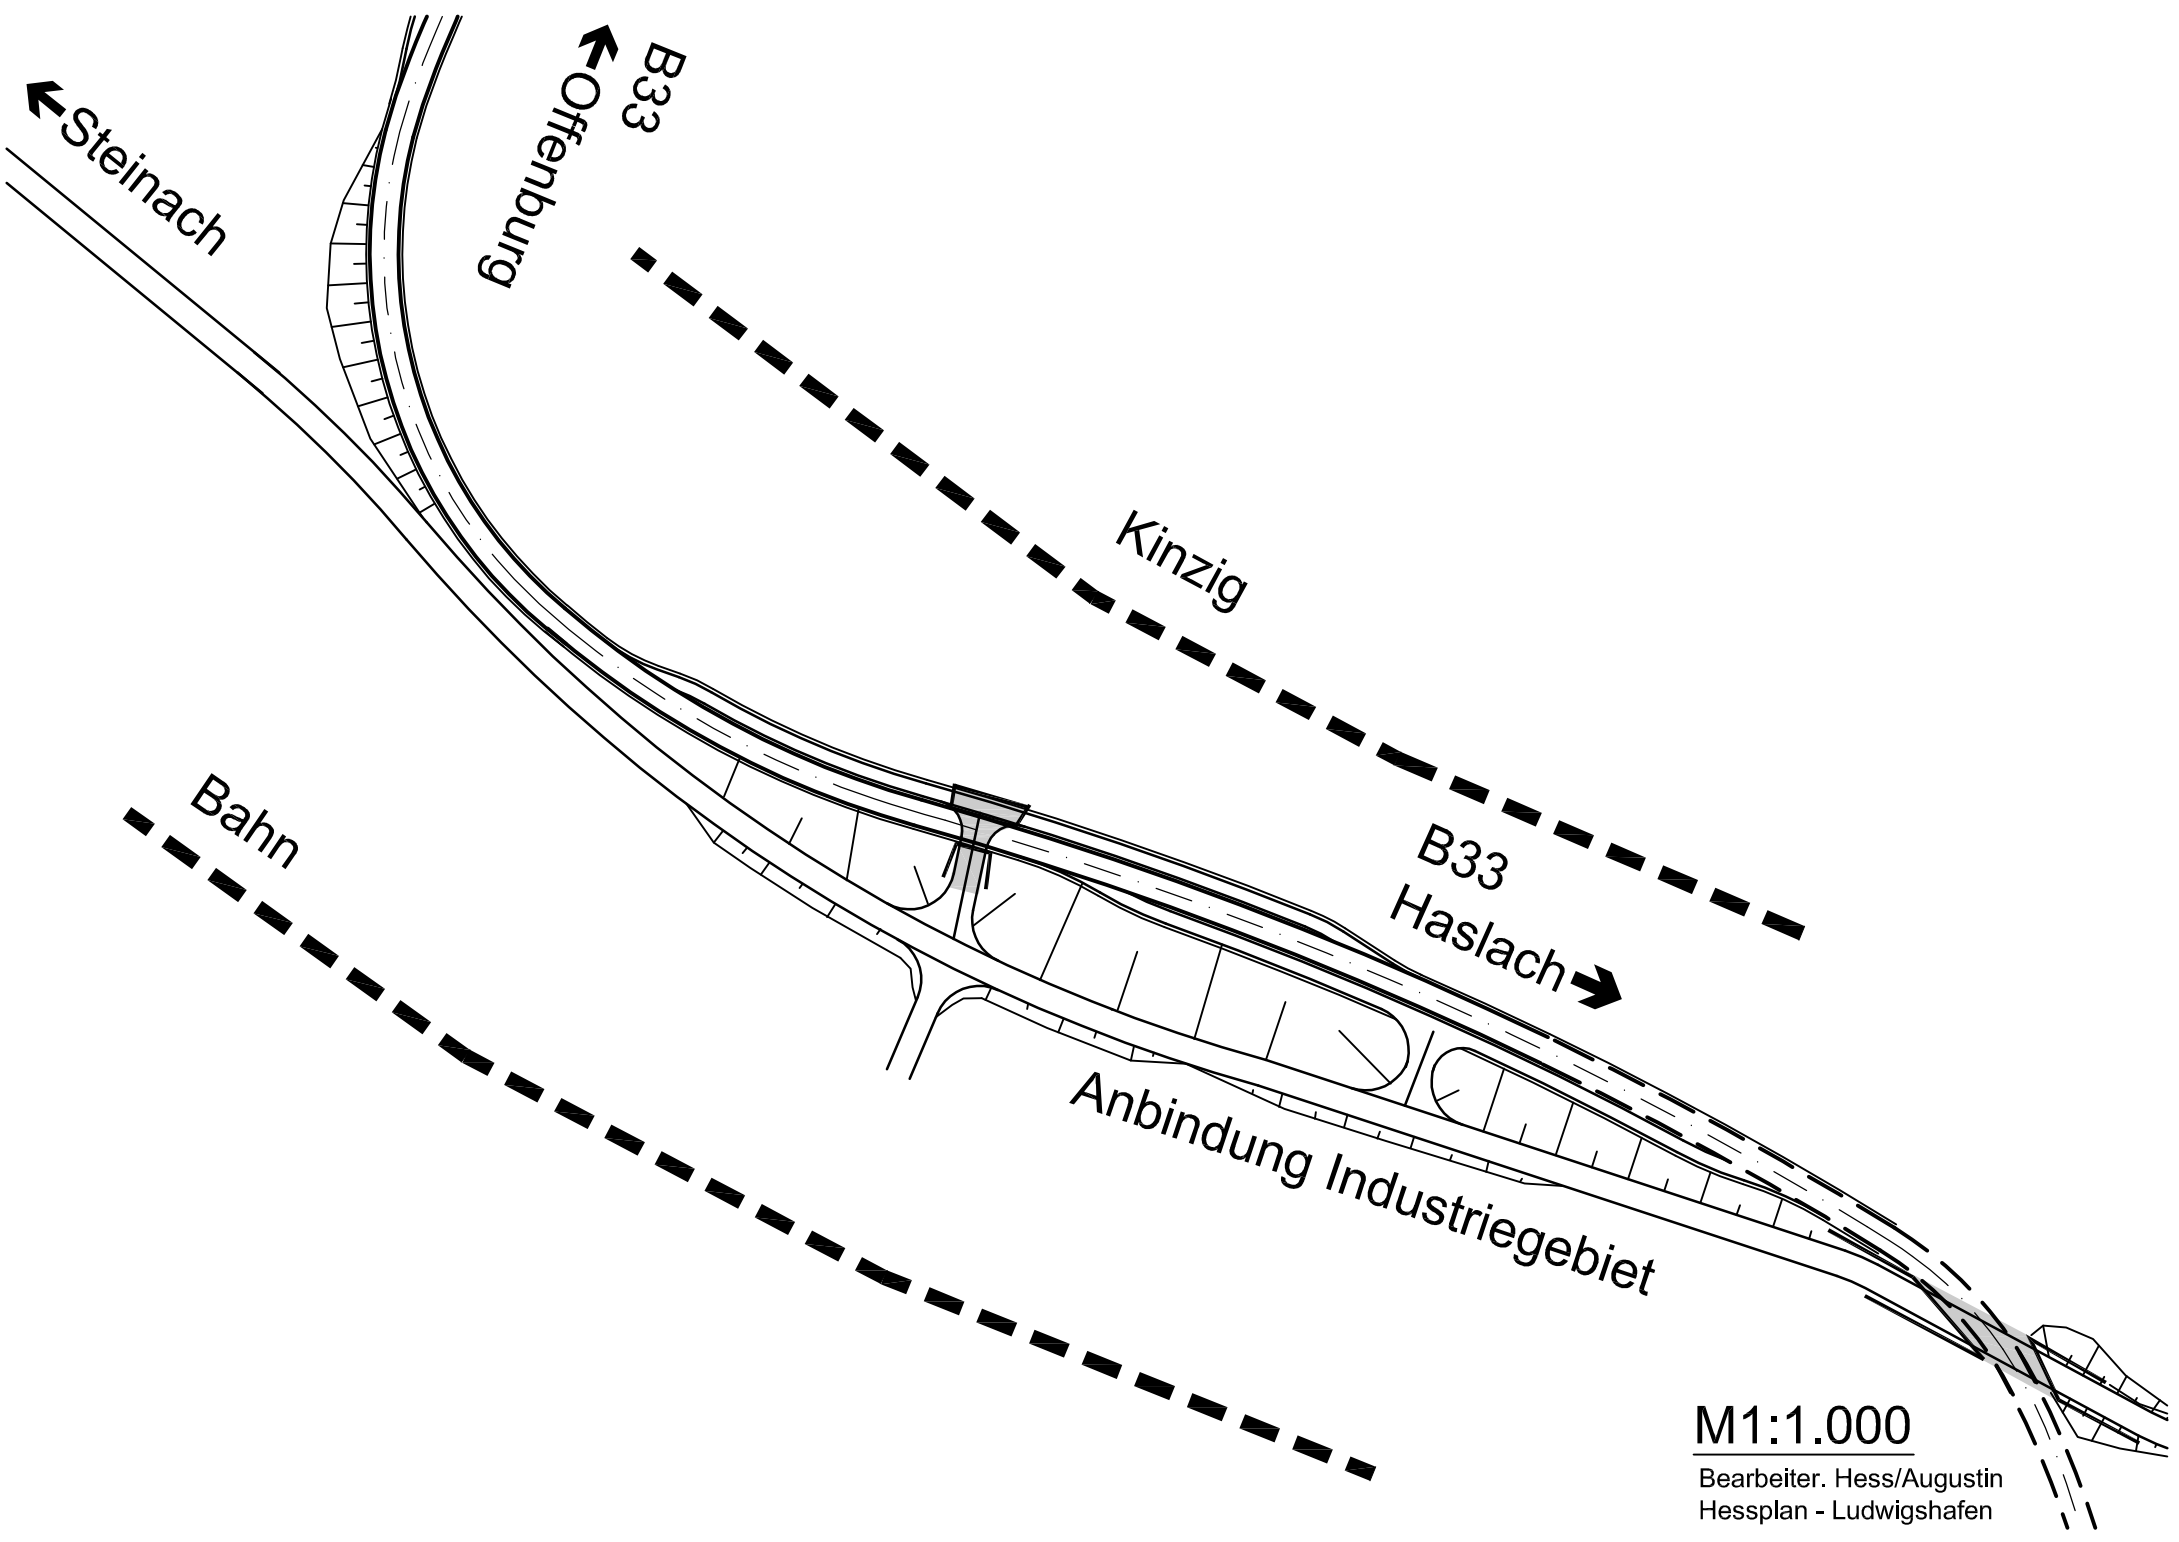 Steinach
B33
Offenburg
Kinzig
Bahn
B33
Haslach
Anbindung Industriegebiet
M1:1.000
Bearbeiter. Hess/Augustin
Hessplan - Ludwigshafen